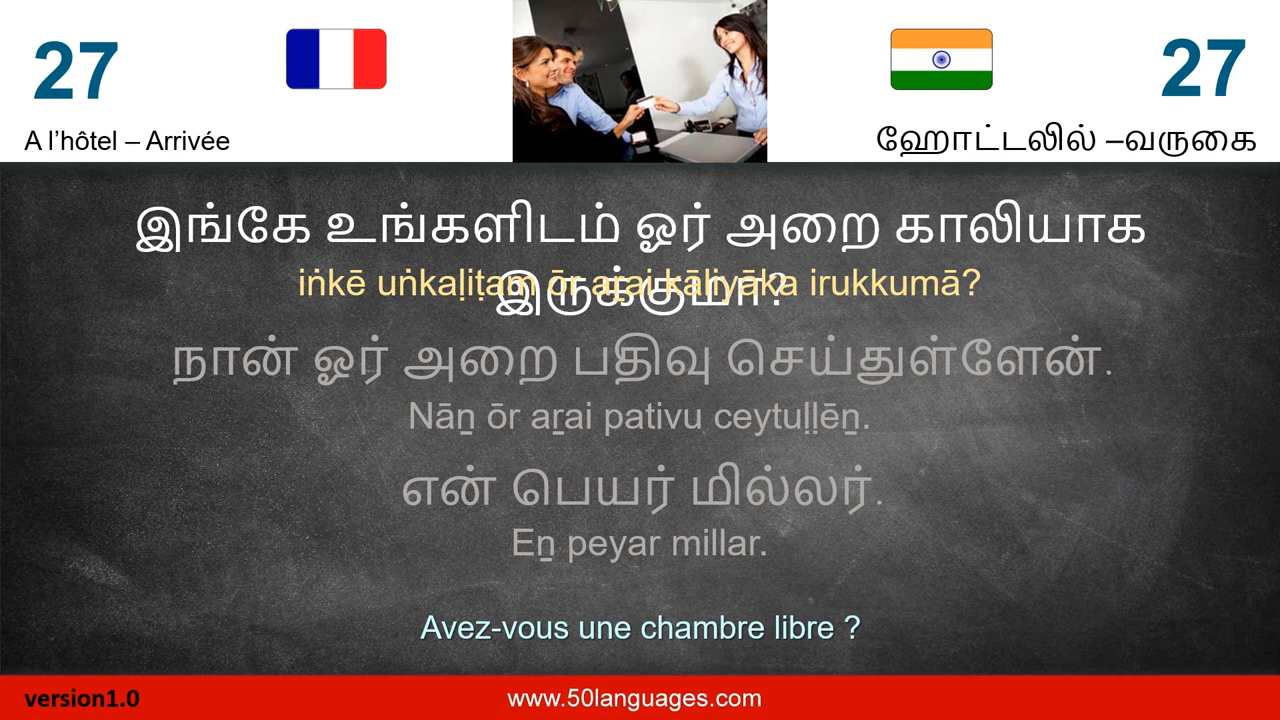 27
27
A l’hôtel – Arrivée
ஹோட்டலில் –வருகை
இங்கே உங்களிடம் ஓர் அறை காலியாக
இருக்குமா?
iṅkē uṅkaḷiṭam ōr aṟai kāliyāka irukkumā?
நான் ஓர் அறை பதிவு செய்துள்ளேன்.
Nāṉ ōr aṟai pativu ceytuḷḷēṉ.
என் பெயர் மில்லர்.
Eṉ peyar millar.
Avez-vous une chambre libre ?
version1.0
www.50languages.com